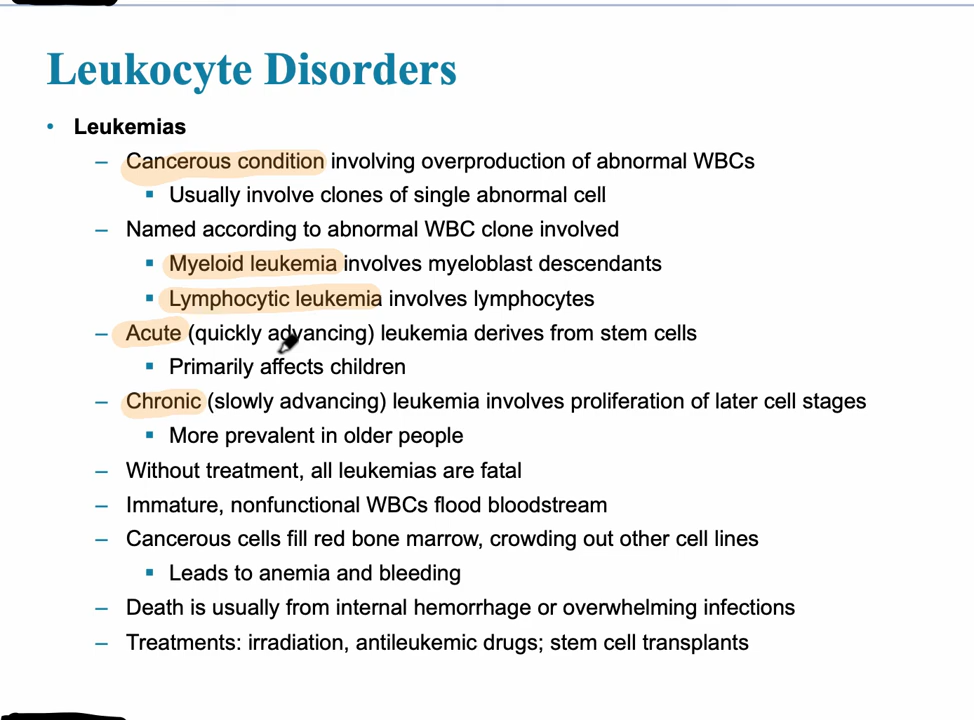 Leukocyte Disorders
• Leukemias
– Cancerous condition involving overproduction of abnormal WBCs
▪ Usually involve clones of single abnormal cell
– Named according to abnormal WBC clone involved
▪ Myeloid leukemia involves myeloblast descendants
▪ Lymphocytic leukemia involves lymphocytes
– Acute (quickly advancing) leukemia derives from stem cells
▪ Primarily affects children
– Chronic (slowly advancing) leukemia involves proliferation of later cell stages
▪ More prevalent in older people
– Without treatment, all leukemias are fatal
– Immature, nonfunctional WBCs flood bloodstream
– Cancerous cells fill red bone marrow, crowding out other cell lines
▪ Leads to anemia and bleeding
– Death is usually from internal hemorrhage or overwhelming infections
– Treatments: irradiation, antileukemic drugs; stem cell transplants